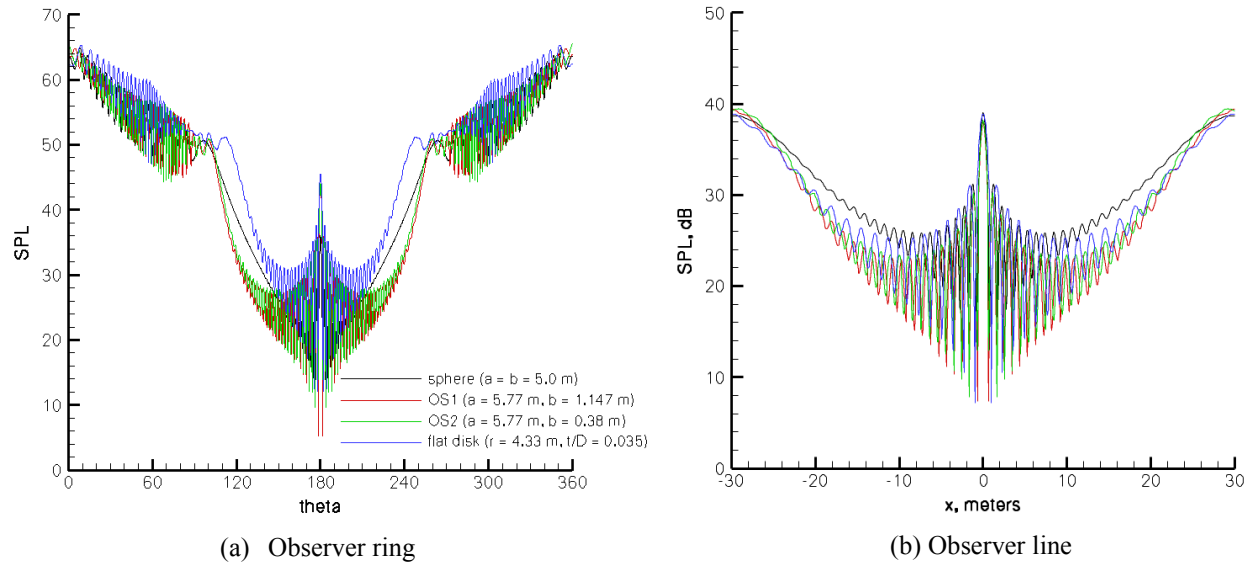 70
60
50
40
30
20
10
0
SPL
0 60 120 180 240 300 360
theta
sphere (a = b = 5.0 m)
OS1 (a = 5.77 m, b = 1.147 m)
OS2 (a = 5.77 m, b = 0.38 m)
flat disk (r = 4.33 m, t/D = 0.035)
(a) Observer ring
50
40
30
20
10
0
SPL, dB
-30 -20 -10 0 10 20 30
x, meters
(b) Observer line